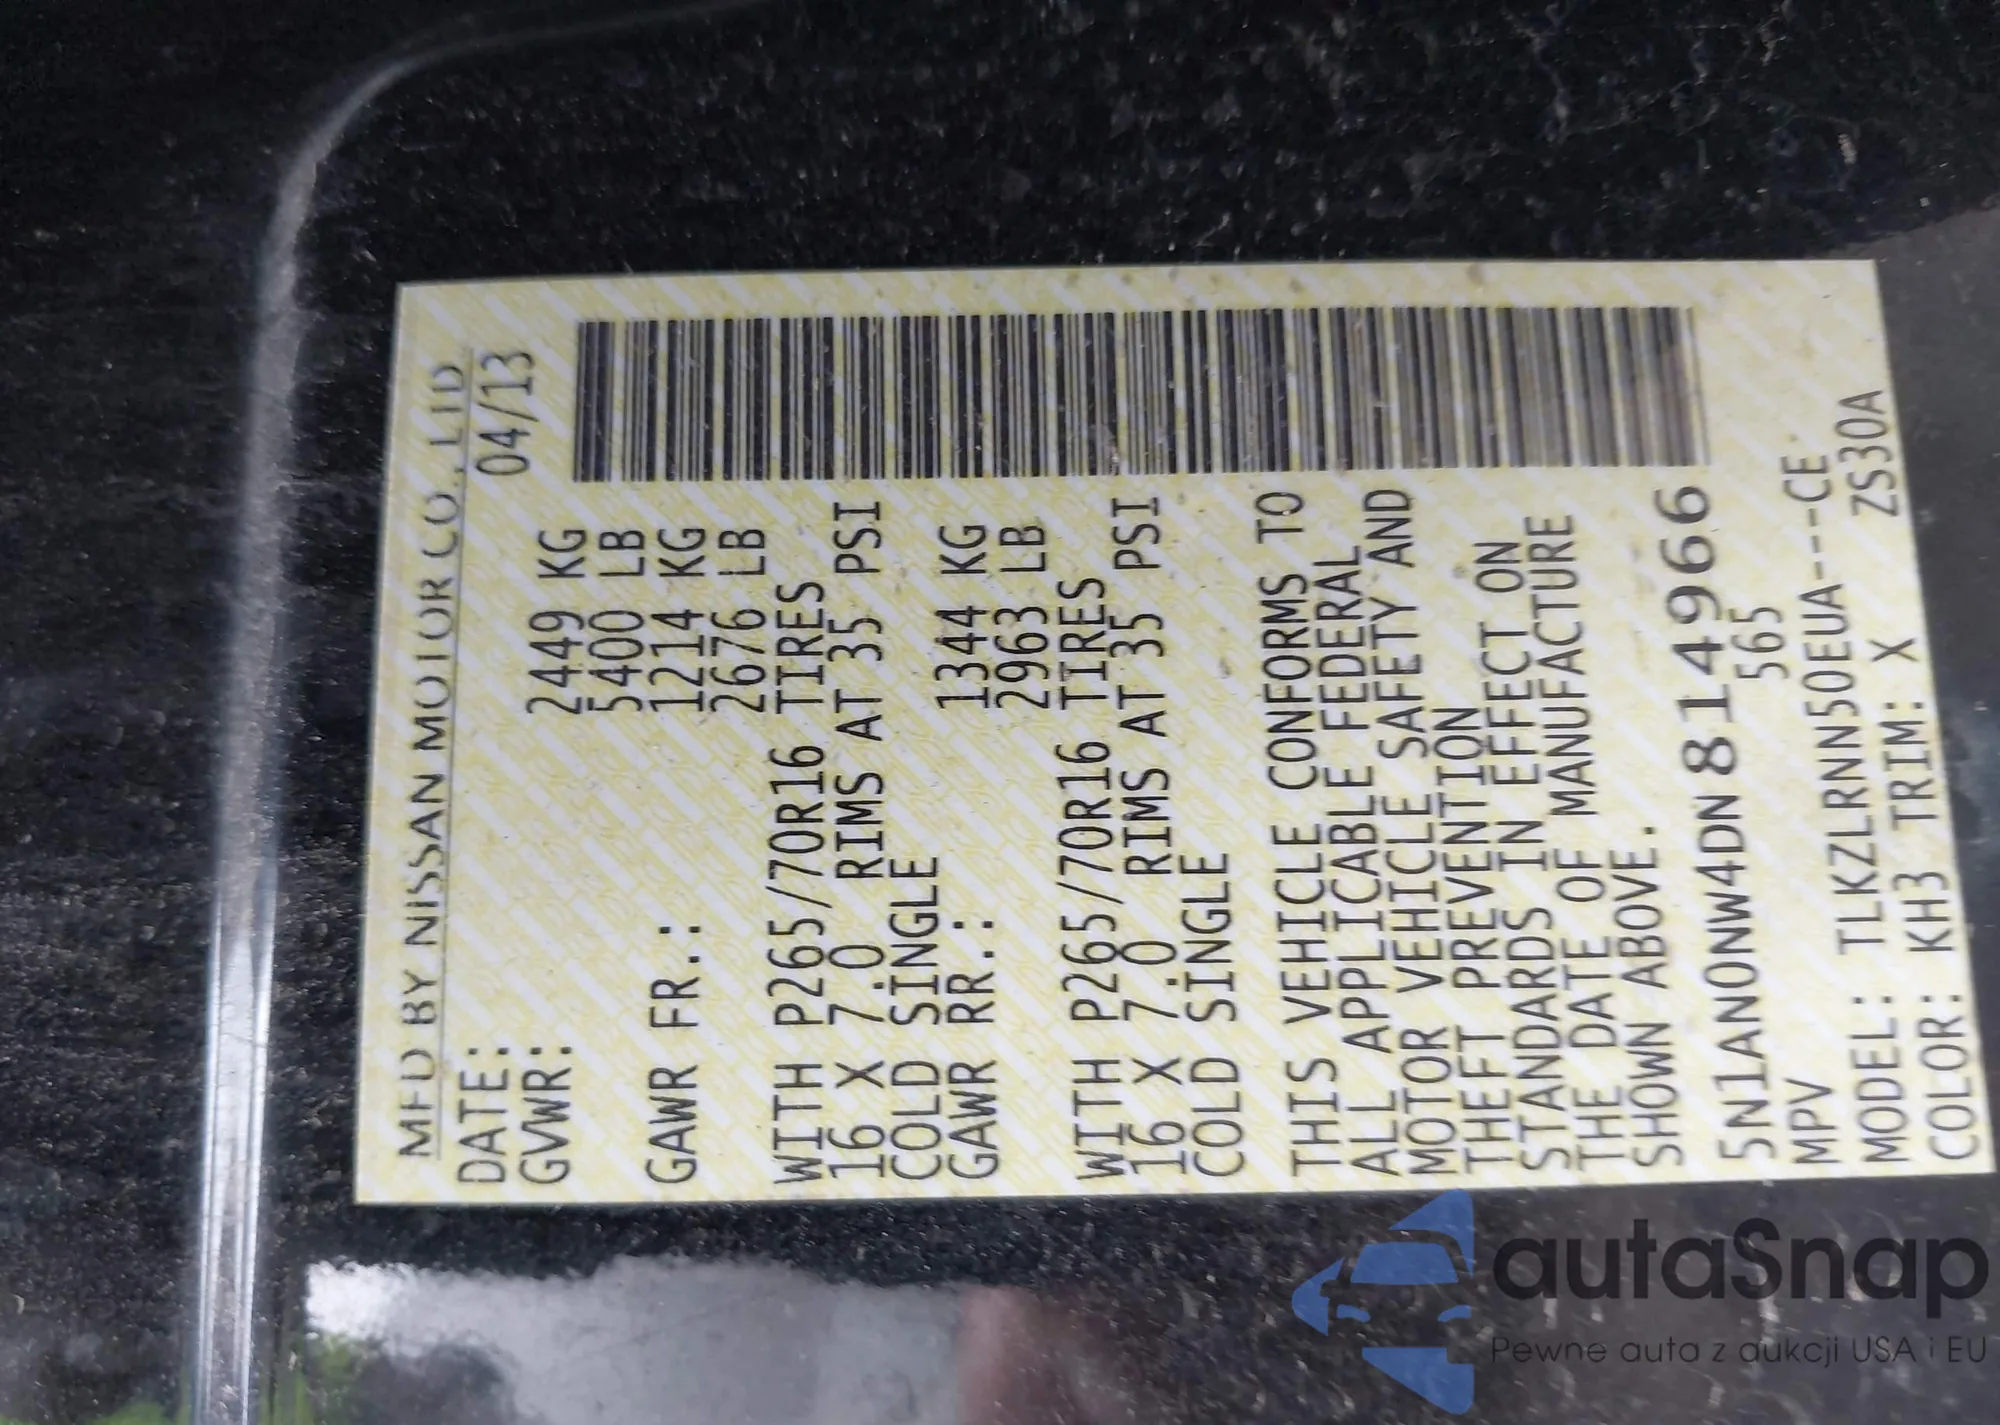 MFD BY NISSAN MOTOR CO.,LTD
DATE: 04/13
GVWR: 2449 KG
5400 LB
GAWR FR.: 1214 KG
2676 LB
WITH P265/70R16 TIRES
16 X 7.0 RIMS AT 35 PSI
COLD SINGLE
GAWR RR.: 1344 KG
2963 LB
WITH P265/70R16 TIRES
16 X 7.0 RIMS AT 35 PSI
COLD SINGLE
THIS VEHICLE CONFORMS TO
ALL APPLICABLE FEDERAL
MOTOR VEHICLE SAFETY AND
THEFT PREVENTION
STANDARDS IN EFFECT ON
THE DATE OF MANUFACTURE
SHOWN ABOVE.
5N1AN0NW4DN814966
MPV 565
MODEL: TLKZLRNN50EUA---CE
COLOR: KH3 TRIM: X ZS30A
autaSnap
Pewne auta z aukcji USA i EU